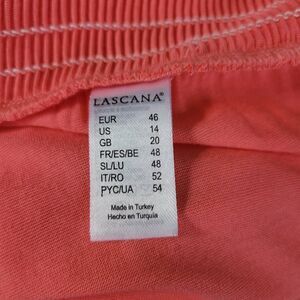 LASCANA®
EUR 46
US 14
GB 20
FR/ES/BE 48
SL/LU 48
IT/RO 52
PYC/UA 54
Made in Turkey
Hecho en Turquia